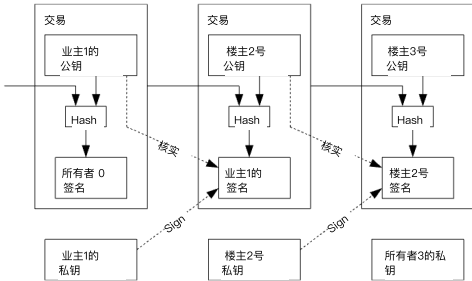 交易
交易
交易
业主1的
公钥
楼主2号
公钥
楼主3号
公钥
Hash
Hash
Hash
核实
核实
所有者 0
签名
业主1的
签名
楼主2号
签名
Sign
Sign
业主1的
私钥
楼主2号
私钥
所有者3的私
钥